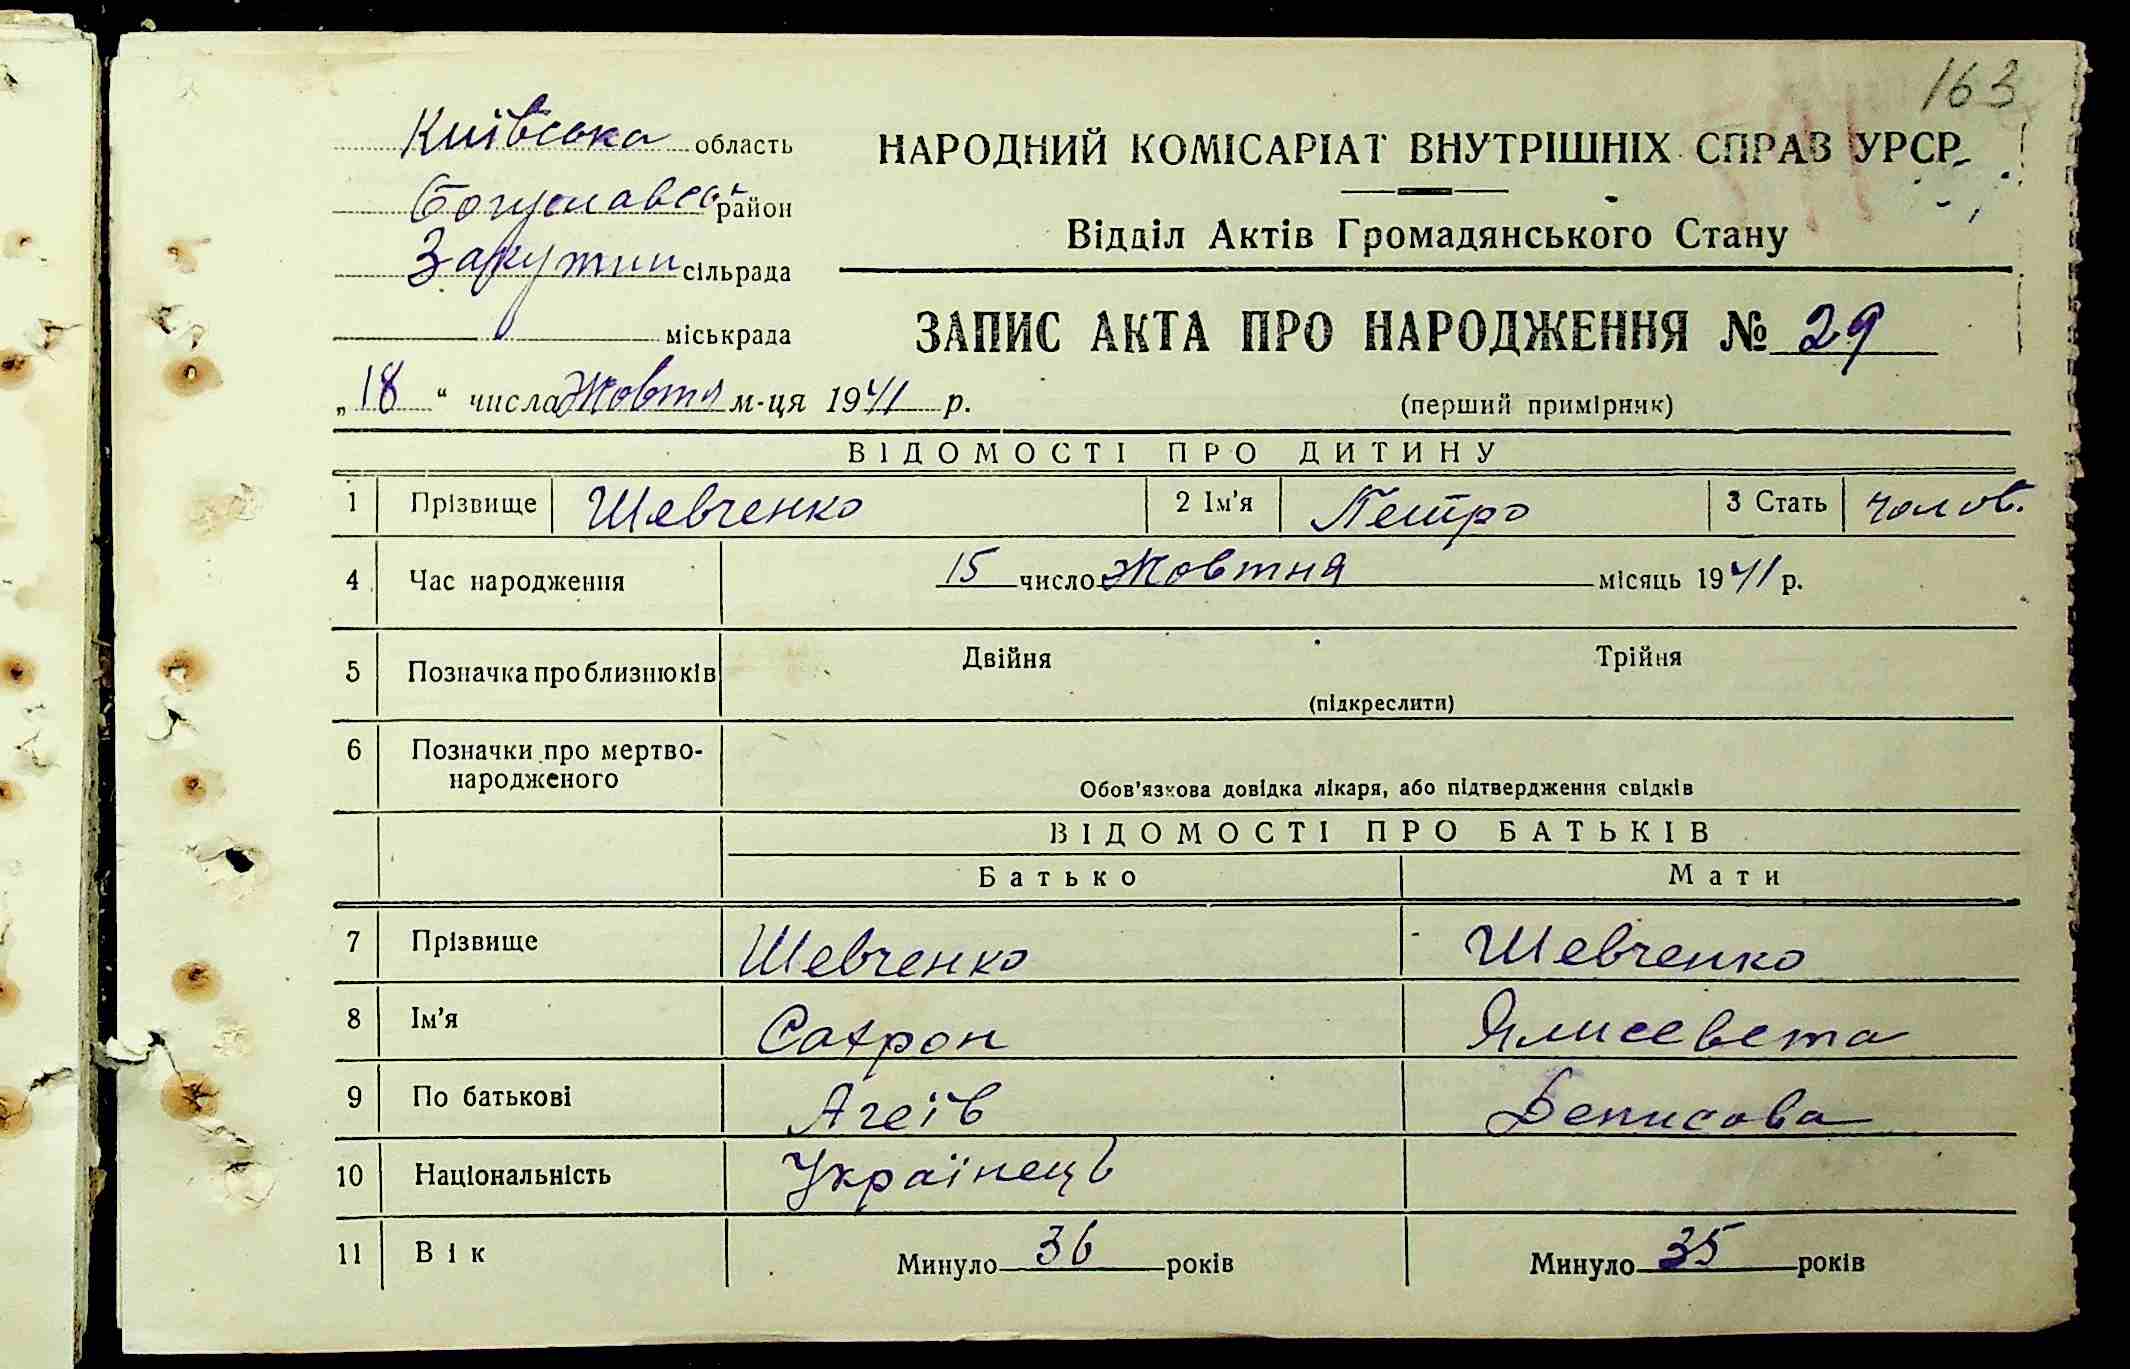 163
Київська область
Богуславсь район
Закутин сільрада
міськрада
НАРОДНИЙ КОМІСАРІАТ ВНУТРІШНІХ СПРАВ УРСР
Відділ Актів Громадянського Стану
ЗАПИС АКТА ПРО НАРОДЖЕННЯ № 29
„18" числа Жовтня м-ця 1941 р.
(перший примірник)
ВІДОМОСТІ ПРО ДИТИНУ
1 Прізвище Шевченко 2 Ім'я Петро 3 Стать чолов.
4 Час народження 15 число Жовтня місяць 1941 р.
5 Позначка про близнюків Двійня Трійня
(підкреслити)
6 Позначки про мертво-
народженого
Обов'язкова довідка лікаря, або підтвердження свідків
ВІДОМОСТІ ПРО БАТЬКІВ
Батько Мати
7 Прізвище Шевченко Шевченко
8 Ім'я Сахрон Ялисевета
9 По батькові Агеїв Денисова
10 Національність Українець
11 Вік Минуло 36 років Минуло 35 років